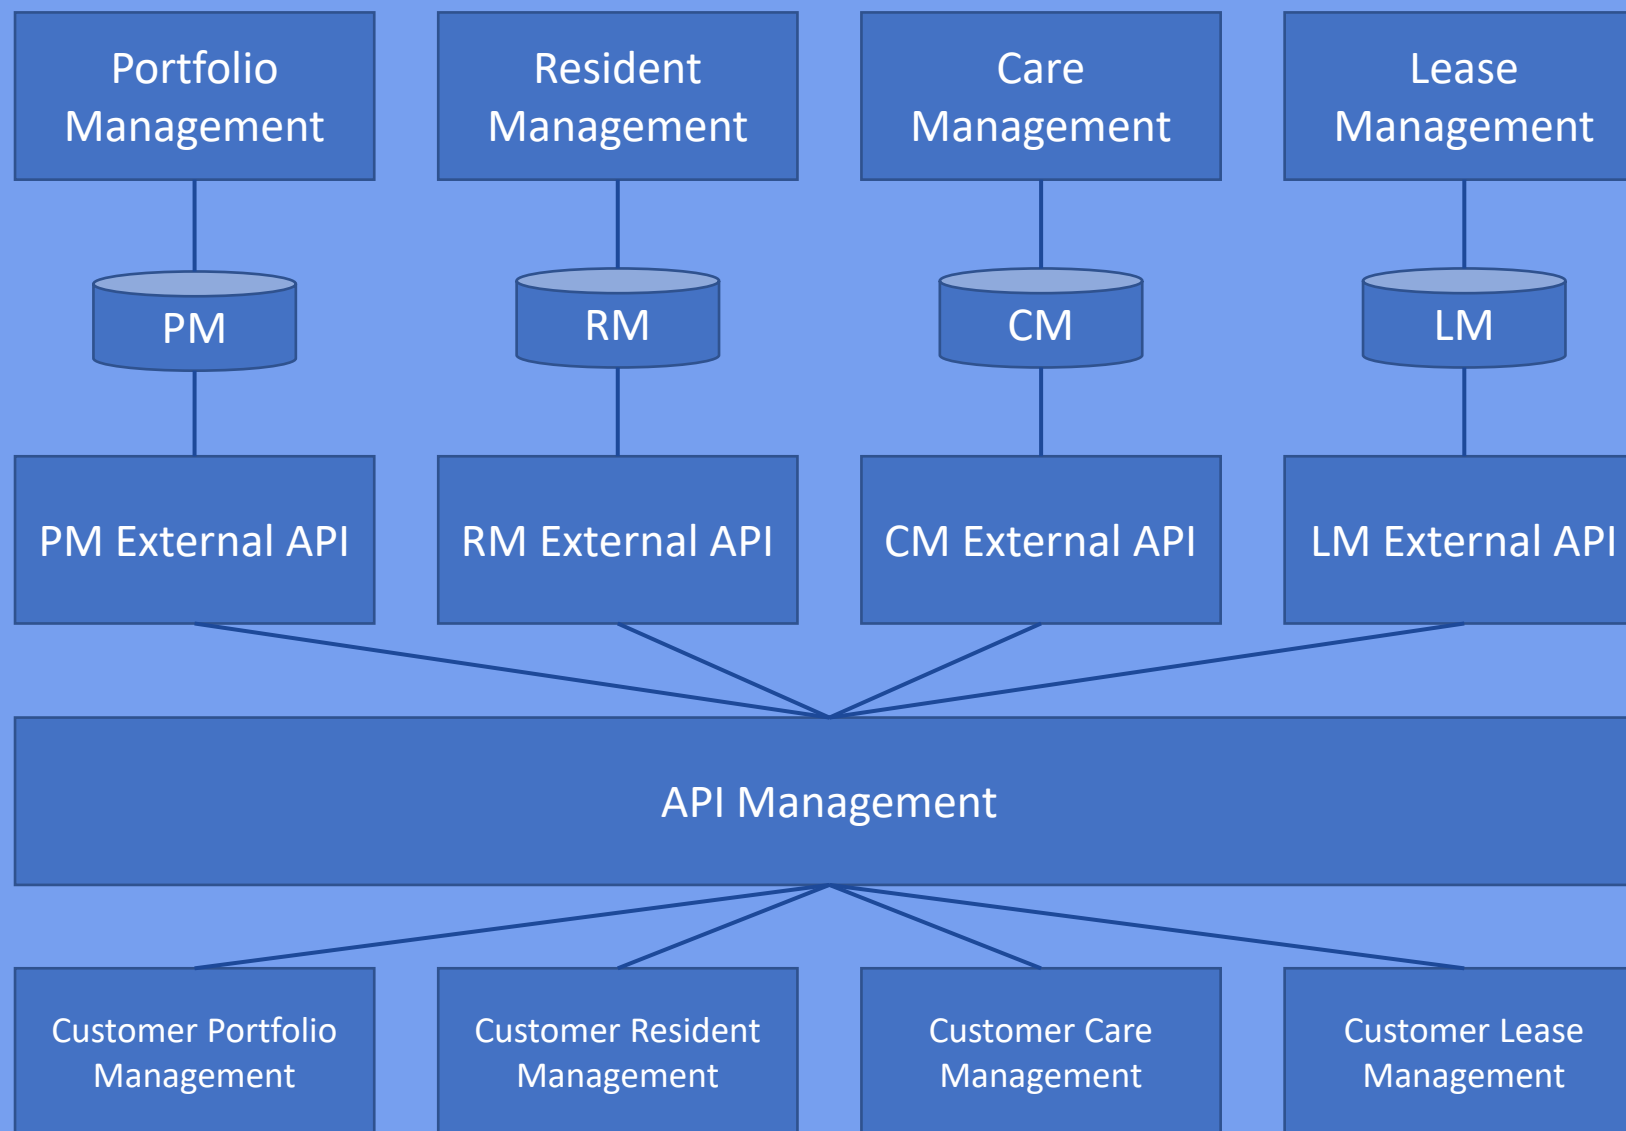 Portfolio
Management
Resident
Management
Care
Management
Lease
Management
PM
RM
CM
LM
PM External API
RM External API
CM External API
LM External API
API Management
Customer Portfolio
Management
Customer Resident
Management
Customer Care
Management
Customer Lease
Management